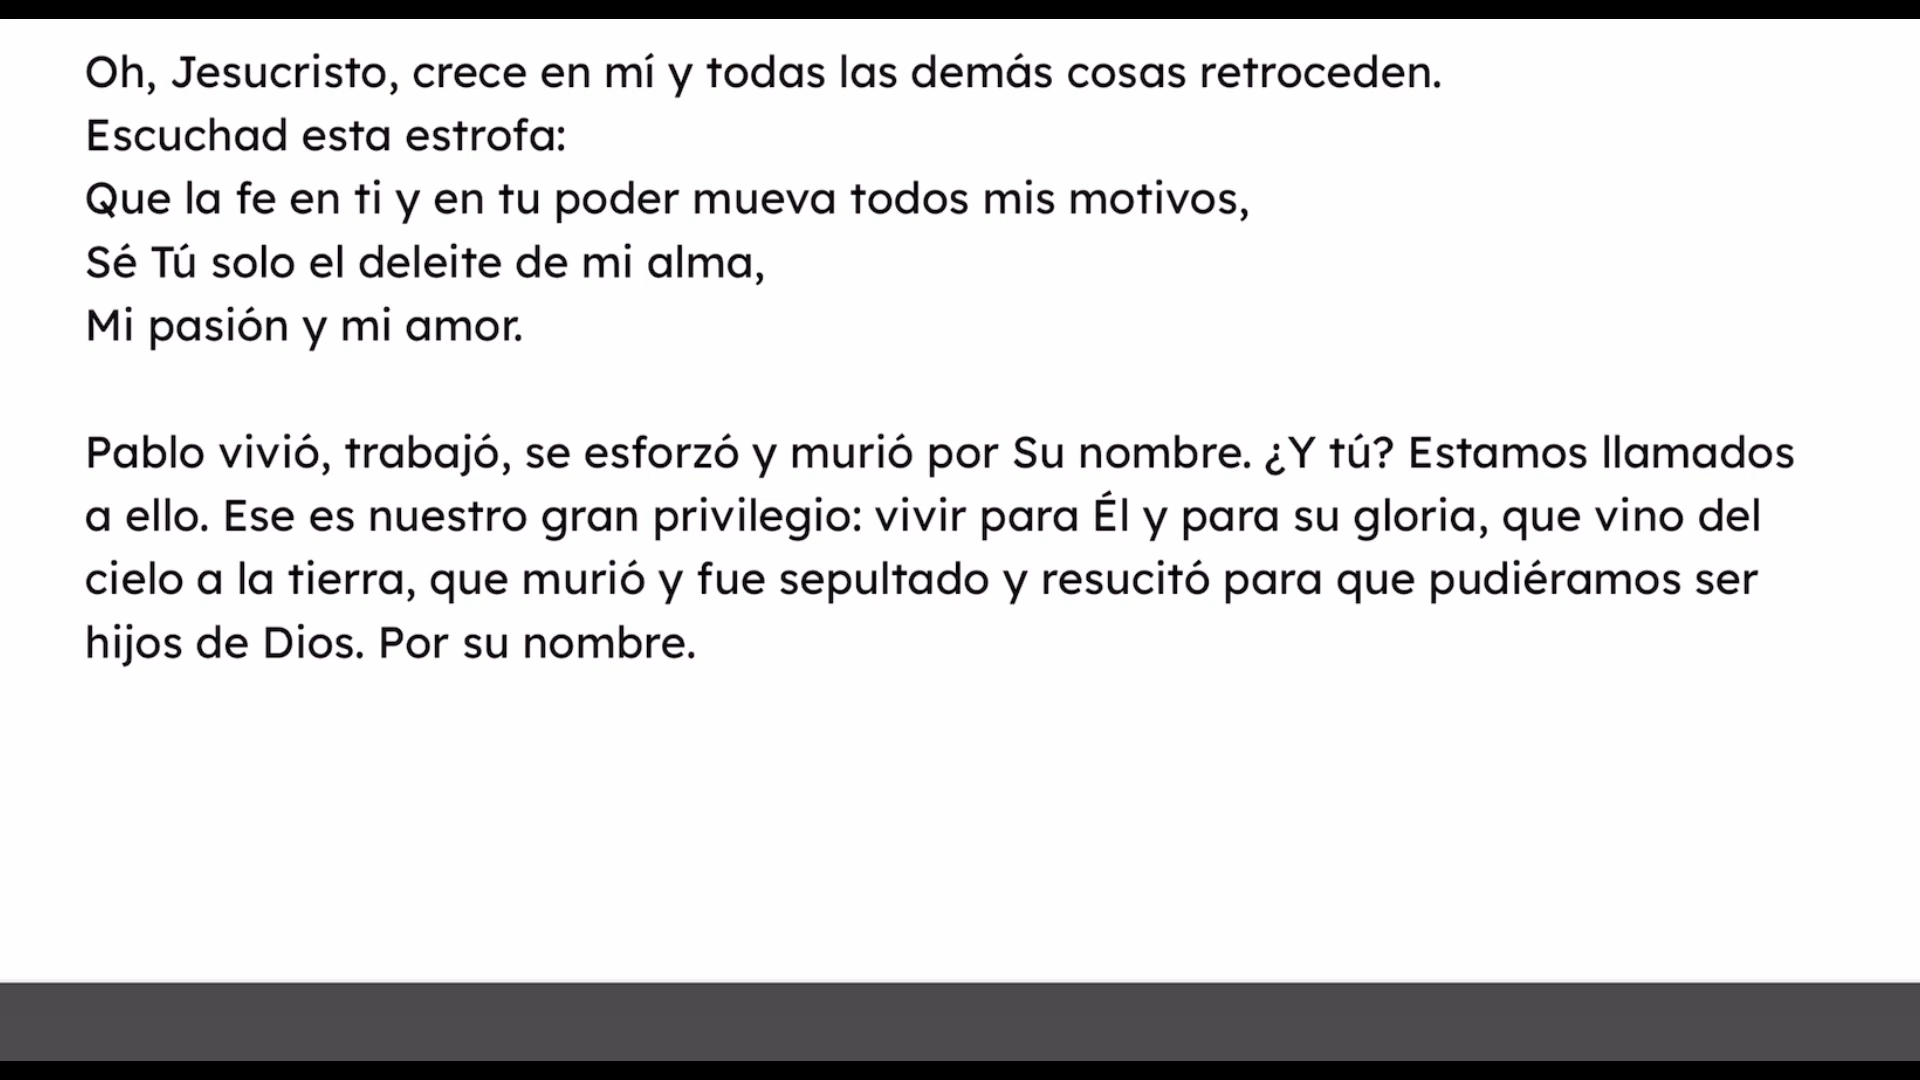 Oh, Jesucristo, crece en mí y todas las demás cosas retroceden.
Escuchad esta estrofa:
Que la fe en ti y en tu poder mueva todos mis motivos,
Sé Tú solo el deleite de mi alma,
Mi pasión y mi amor.
Pablo vivió, trabajó, se esforzó y murió por Su nombre. ¿Y tú? Estamos llamados
a ello. Ese es nuestro gran privilegio: vivir para Él y para su gloria, que vino del
cielo a la tierra, que murió y fue sepultado y resucitó para que pudiéramos ser
hijos de Dios. Por su nombre.